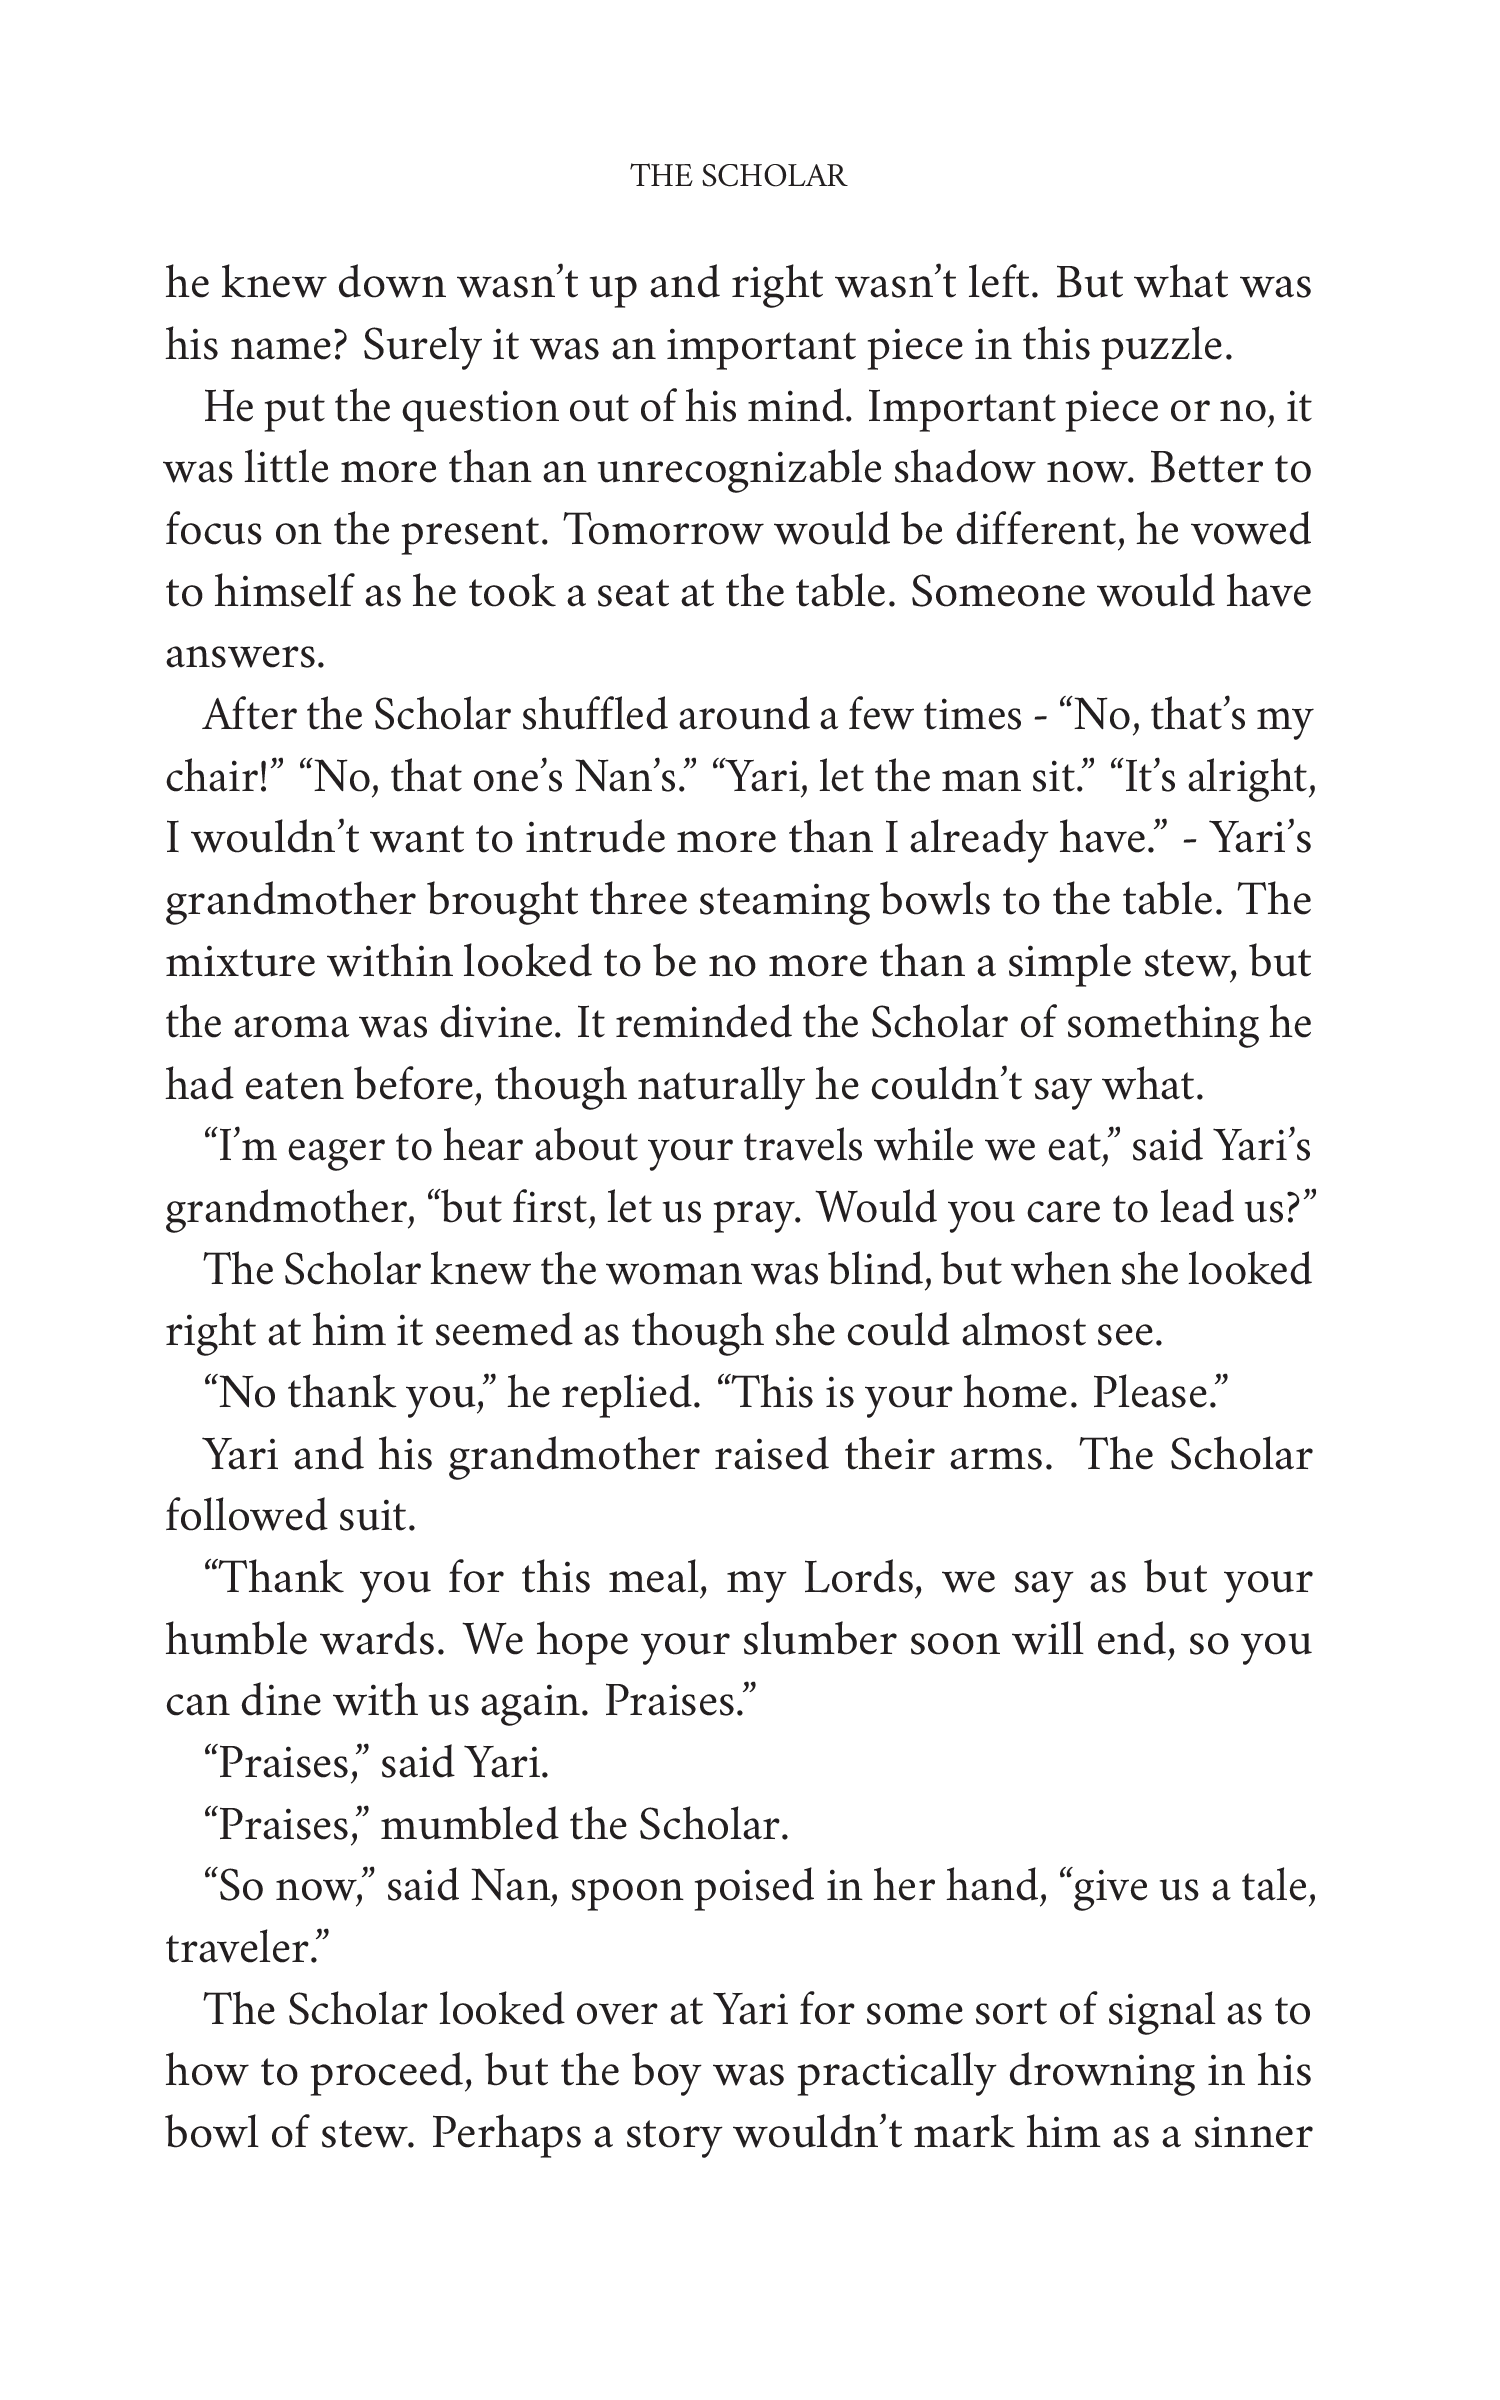 THE SCHOLAR
he knew down wasn’t up and right wasn’t left. But what was
his name? Surely it was an important piece in this puzzle.
He put the question out of his mind. Important piece or no, it
was little more than an unrecognizable shadow now. Better to
focus on the present. Tomorrow would be different, he vowed
to himself as he took a seat at the table. Someone would have
answers.
After the Scholar shuffled around a few times - “No, that’s my
chair!” “No, that one’s Nan’s.” “Yari, let the man sit.” “It’s alright,
I wouldn’t want to intrude more than I already have.” - Yari’s
grandmother brought three steaming bowls to the table. The
mixture within looked to be no more than a simple stew, but
the aroma was divine. It reminded the Scholar of something he
had eaten before, though naturally he couldn’t say what.
“I’m eager to hear about your travels while we eat,” said Yari’s
grandmother, “but first, let us pray. Would you care to lead us?”
The Scholar knew the woman was blind, but when she looked
right at him it seemed as though she could almost see.
“No thank you,” he replied. “This is your home. Please.”
Yari and his grandmother raised their arms. The Scholar
followed suit.
“Thank you for this meal, my Lords, we say as but your
humble wards. We hope your slumber soon will end, so you
can dine with us again. Praises.”
“Praises,” said Yari.
“Praises,” mumbled the Scholar.
“So now,” said Nan, spoon poised in her hand, “give us a tale,
traveler.”
The Scholar looked over at Yari for some sort of signal as to
how to proceed, but the boy was practically drowning in his
bowl of stew. Perhaps a story wouldn’t mark him as a sinner